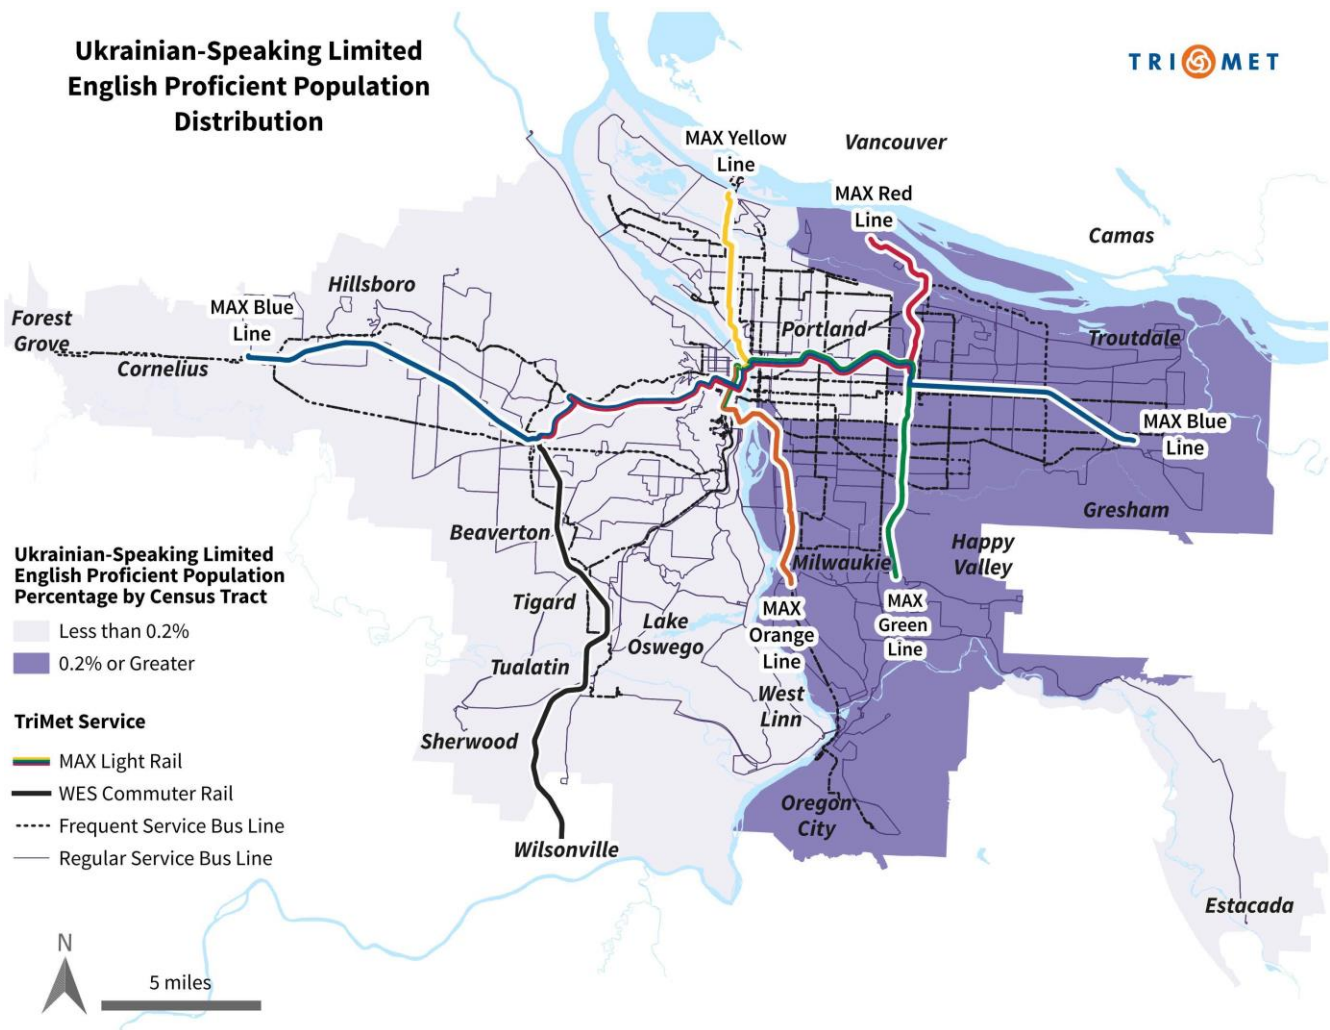 Ukrainian-Speaking Limited
English Proficient Population
Distribution
TRI MET
MAX Yellow
Line
Vancouver
MAX Red
Line
Camas
Hillsboro
MAX Blue
Line
Forest
Grove
Cornelius
Portland
Troutdale
MAX Blue
Line
Gresham
Beaverton
Happy
Valley
Milwaukie
Ukrainian-Speaking Limited
English Proficient Population
Percentage by Census Tract
Less than 0.2%
0.2% or Greater
Tigard
Lake
Oswego
MAX
Orange
Line
MAX
Green
Line
Tualatin
West
Linn
Sherwood
TriMet Service
MAX Light Rail
WES Commuter Rail
Frequent Service Bus Line
Regular Service Bus Line
Oregon
City
Wilsonville
Estacada
N
5 miles